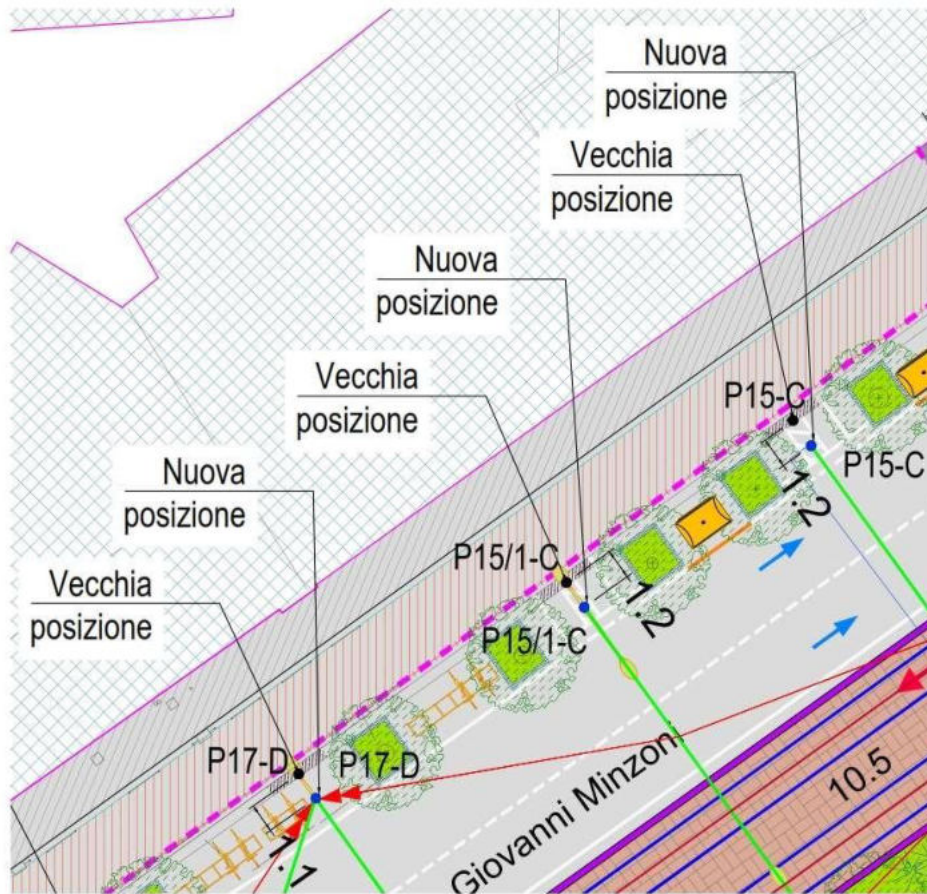 Nuova
posizione
Vecchia
posizione
Nuova
posizione
Vecchia
posizione
Nuova
posizione
Vecchia
posizione
P15-C
P15-C
1.2
P15/1-C
1.2
P15/1-C
P17-D
P17-D
1.1
Giovanni Minzoni
10.5